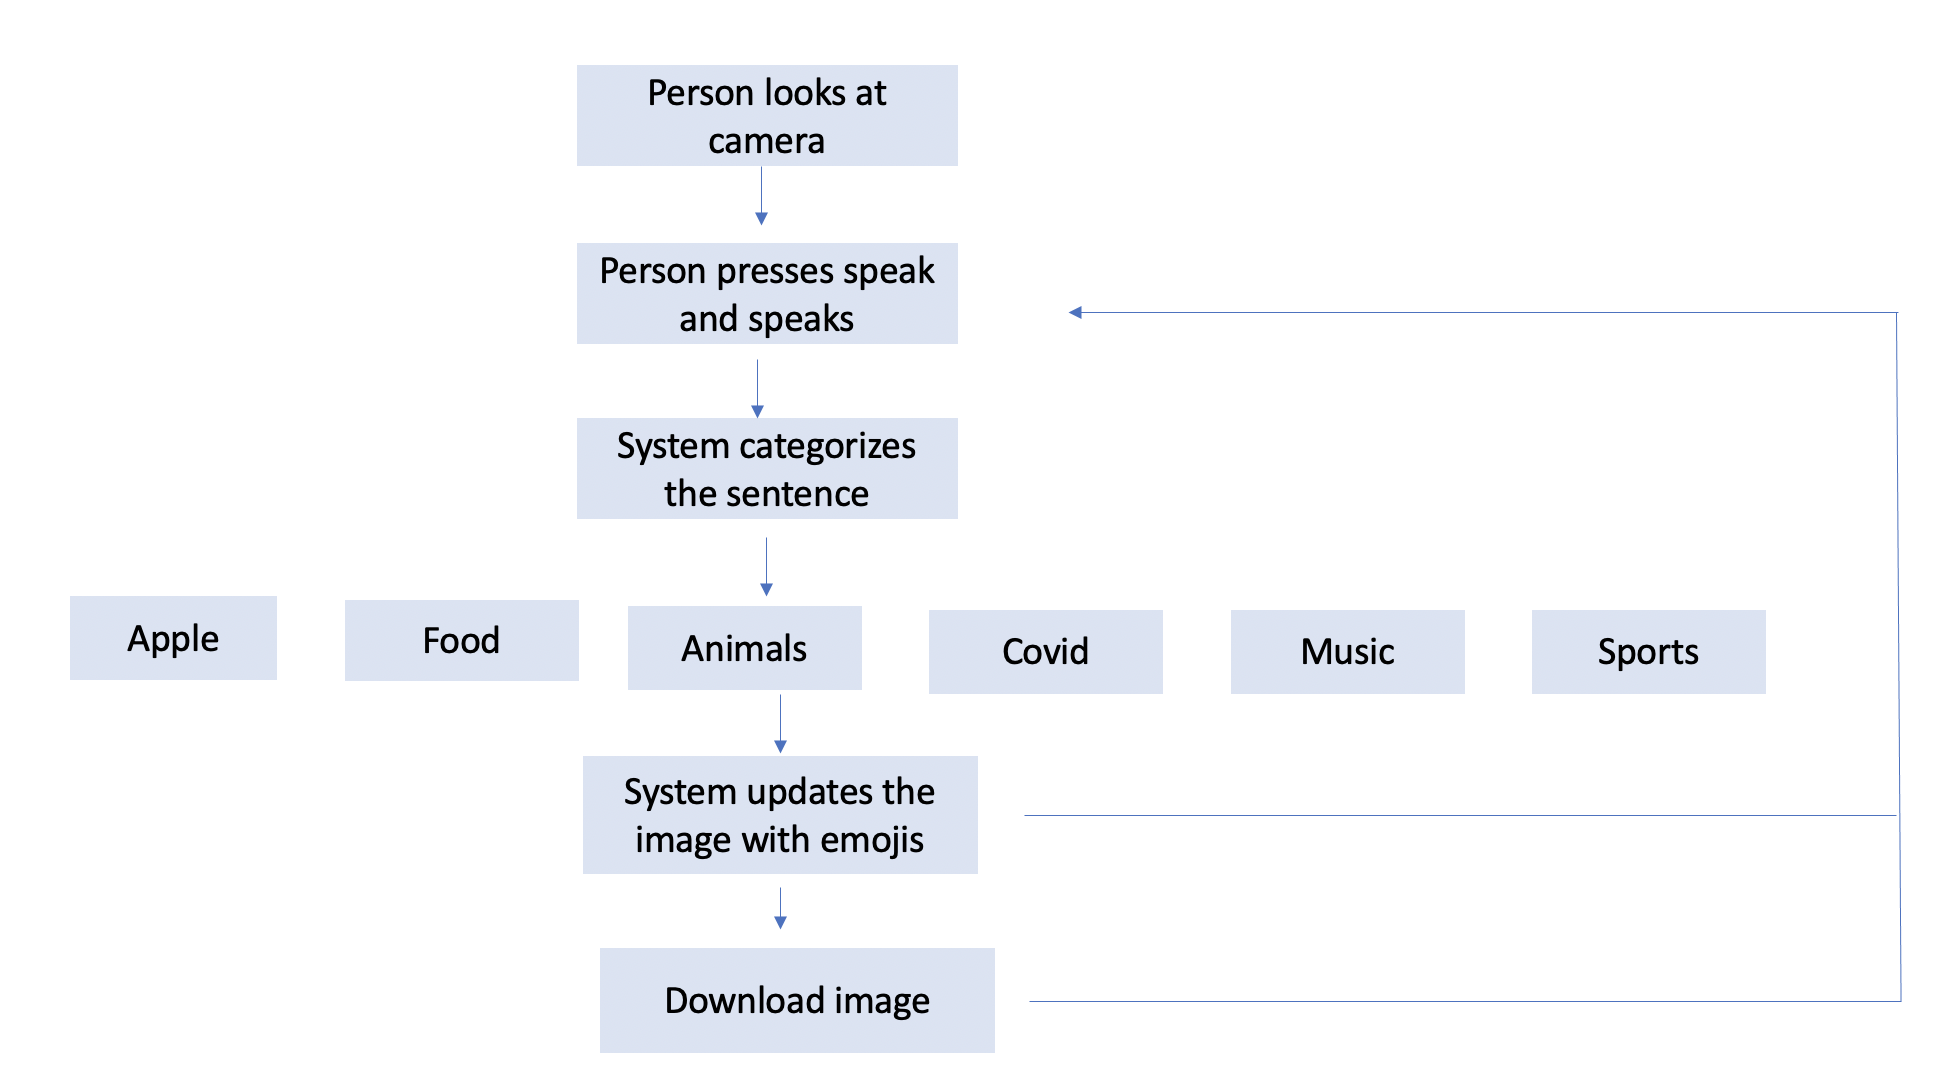 Person looks at
camera
Person presses speak
and speaks
System categorizes
the sentence
Apple
Food
Animals
Covid
Music
Sports
System updates the
image with emojis
Download image